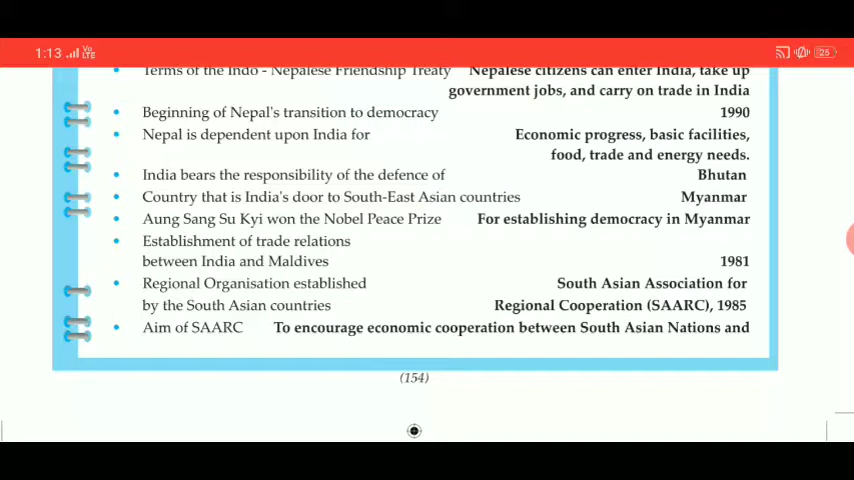 1:13 Vo LTE 25
Terms of the Indo - Nepalese Friendship Treaty Nepalese citizens can enter India, take up
government jobs, and carry on trade in India
• Beginning of Nepal's transition to democracy 1990
• Nepal is dependent upon India for Economic progress, basic facilities,
food, trade and energy needs.
• India bears the responsibility of the defence of Bhutan
• Country that is India's door to South-East Asian countries Myanmar
• Aung Sang Su Kyi won the Nobel Peace Prize For establishing democracy in Myanmar
• Establishment of trade relations
between India and Maldives 1981
• Regional Organisation established South Asian Association for
by the South Asian countries Regional Cooperation (SAARC), 1985
• Aim of SAARC To encourage economic cooperation between South Asian Nations and
(154)